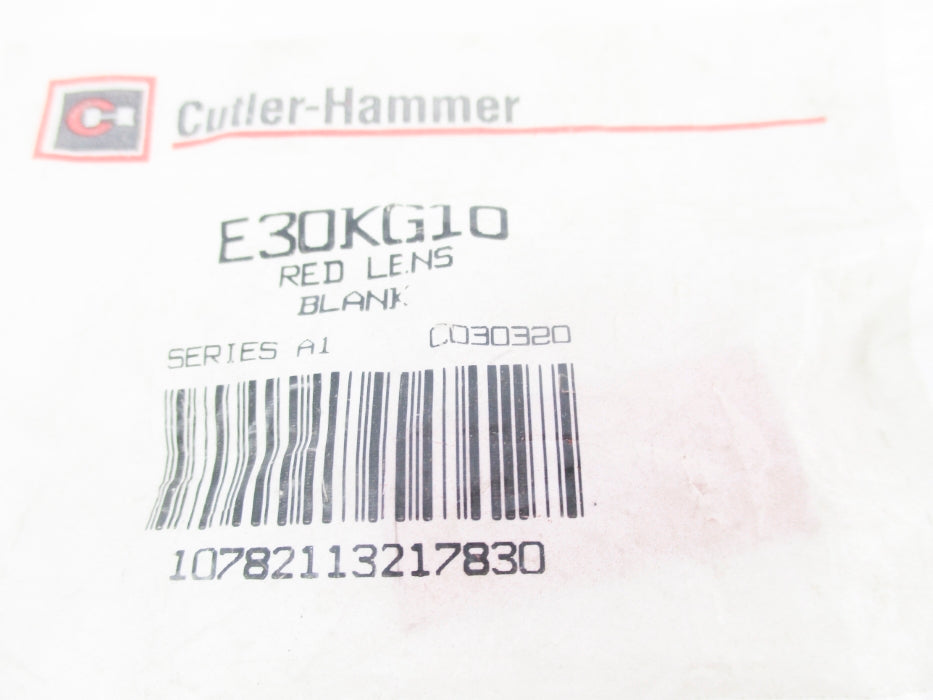 Cutler-Hammer
E30KG10
RED LENS
BLANK
SERIES A1 C030320
10782113217830